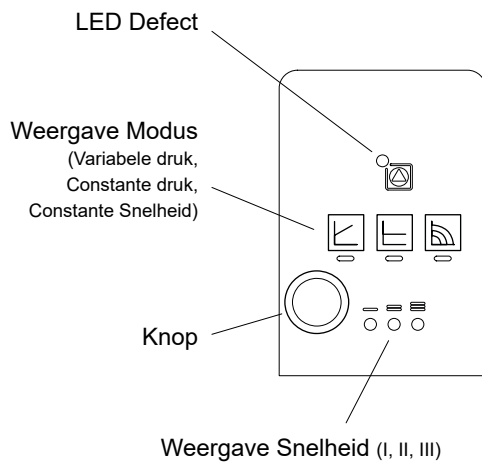 LED Defect
Weergave Modus
(Variabele druk,
Constante druk,
Constante Snelheid)
Knop
Weergave Snelheid (I, II, III)